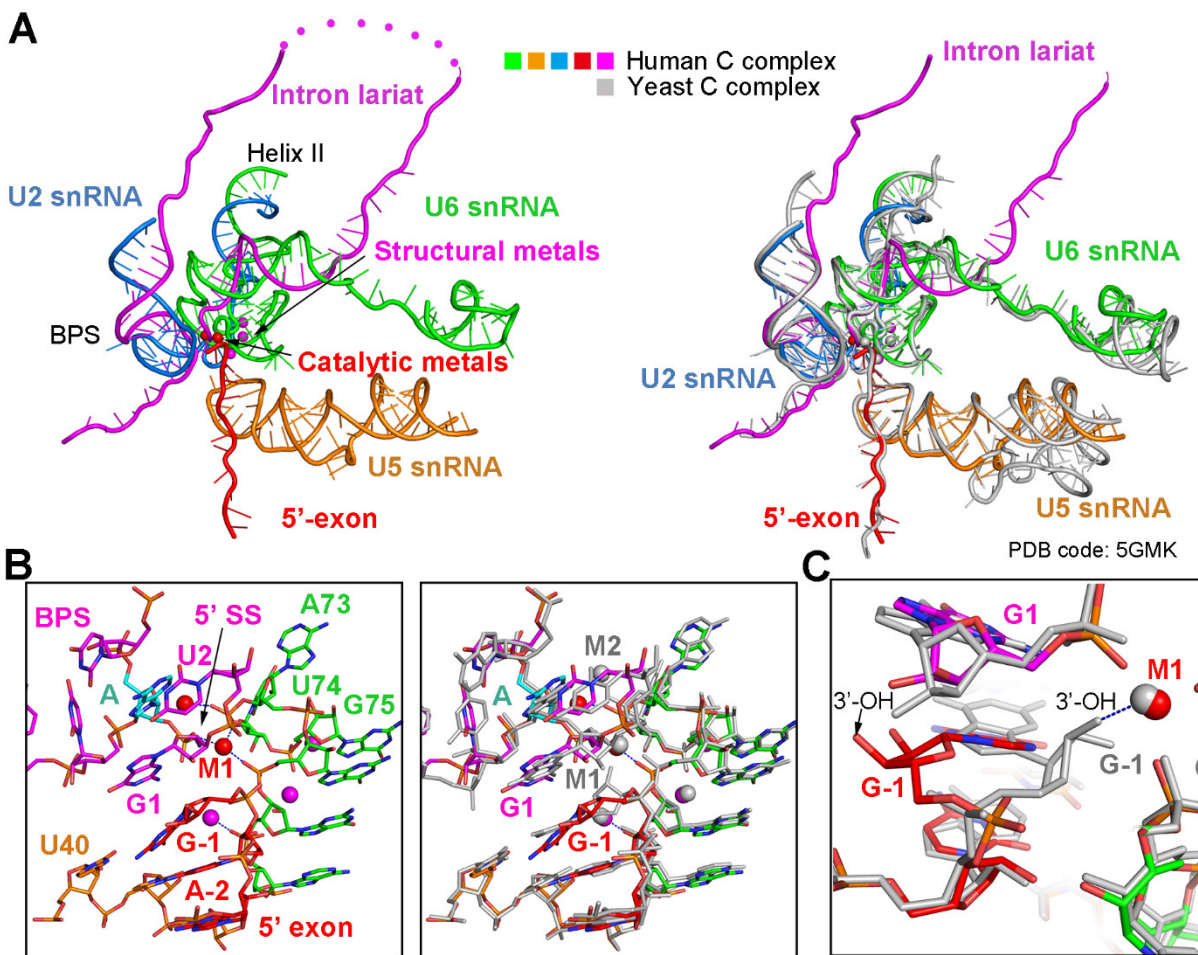 A
Intron lariat
Helix II
U2 snRNA
U6 snRNA
Structural metals
BPS
Catalytic metals
U5 snRNA
5’-exon
Human C complex
Yeast C complex
Intron lariat
U6 snRNA
U2 snRNA
5’-exon
U5 snRNA
PDB code: 5GMK
B
BPS
5’ SS
A73
U2
A
U74
G75
M1
G1
U40
G-1
A-2
5’ exon
M2
A
M1
G1
G-1
C
G1
M1
3’-OH
3’-OH
G-1
G-1